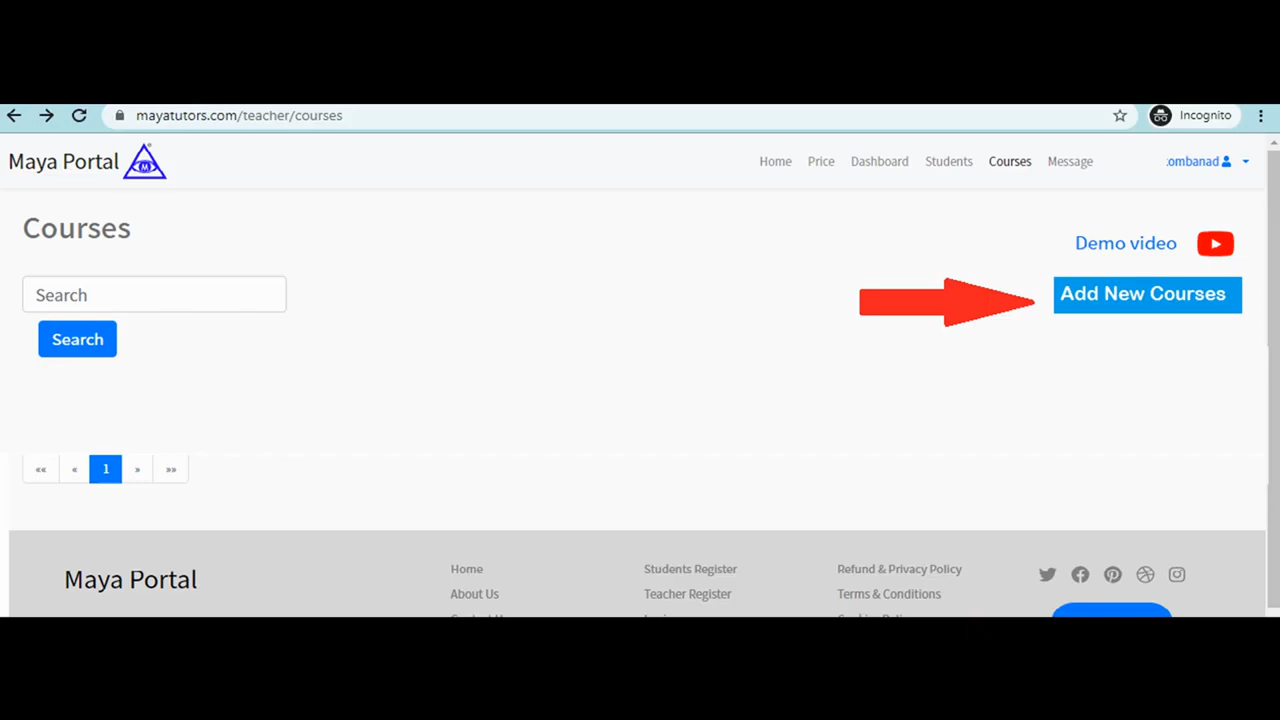 mayatutors.com/teacher/courses
Incognito
Maya Portal
M
Home Price Dashboard Students Courses Message
ombanad
Courses
Demo video
Search
Add New Courses
Search
«« « 1 » »»
Maya Portal
Home
Students Register
Refund & Privacy Policy
About Us
Teacher Register
Terms & Conditions